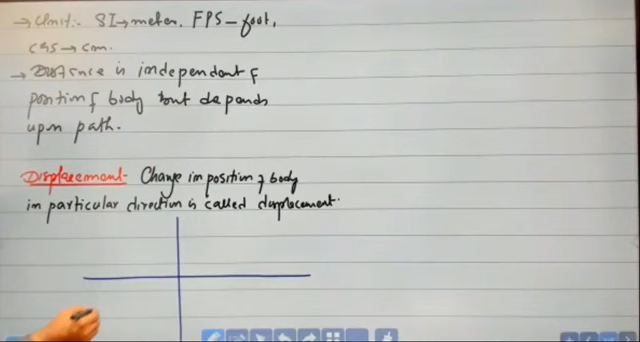 → Unit:- SI→ meter. FPS – foot,
CGS → cm.
→ Distance is independent of
position of body but depends
upon path.
Displacement- Change in position of body
in particular direction is called displacement.